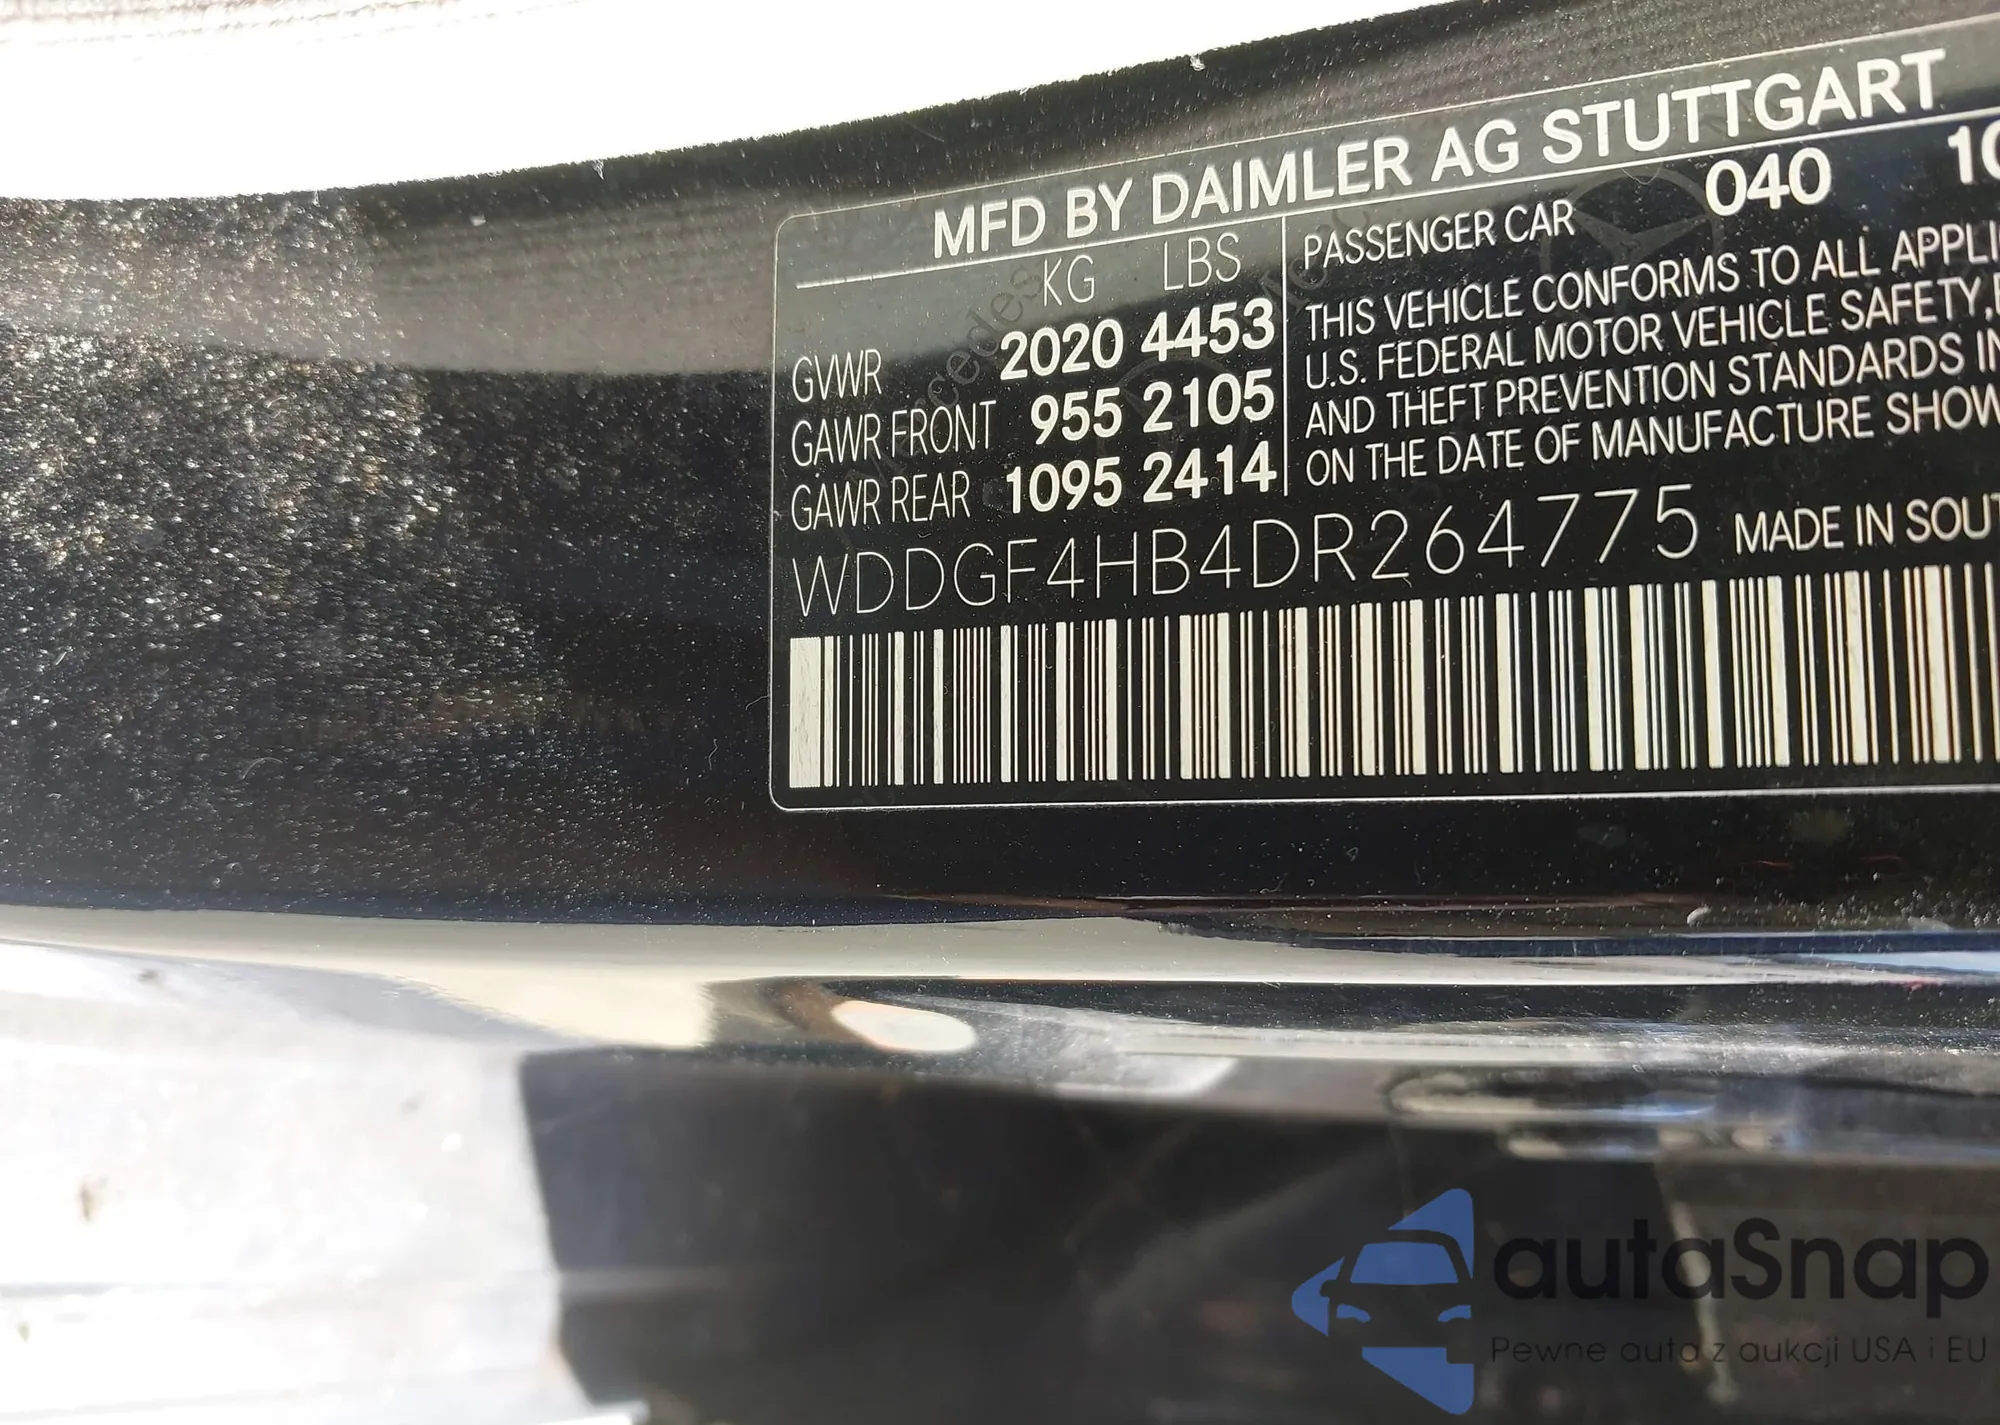 MFD BY DAIMLER AG STUTTGART
KG LBS
GVWR 2020 4453
GAWR FRONT 955 2105
GAWR REAR 1095 2414
PASSENGER CAR 040 10
THIS VEHICLE CONFORMS TO ALL APPLI
U.S. FEDERAL MOTOR VEHICLE SAFETY,
AND THEFT PREVENTION STANDARDS IN
ON THE DATE OF MANUFACTURE SHOW
WDDGF4HB4DR264775 MADE IN SOUT
Mercedes
autaSnap
Pewne auta z aukcji USA i EU